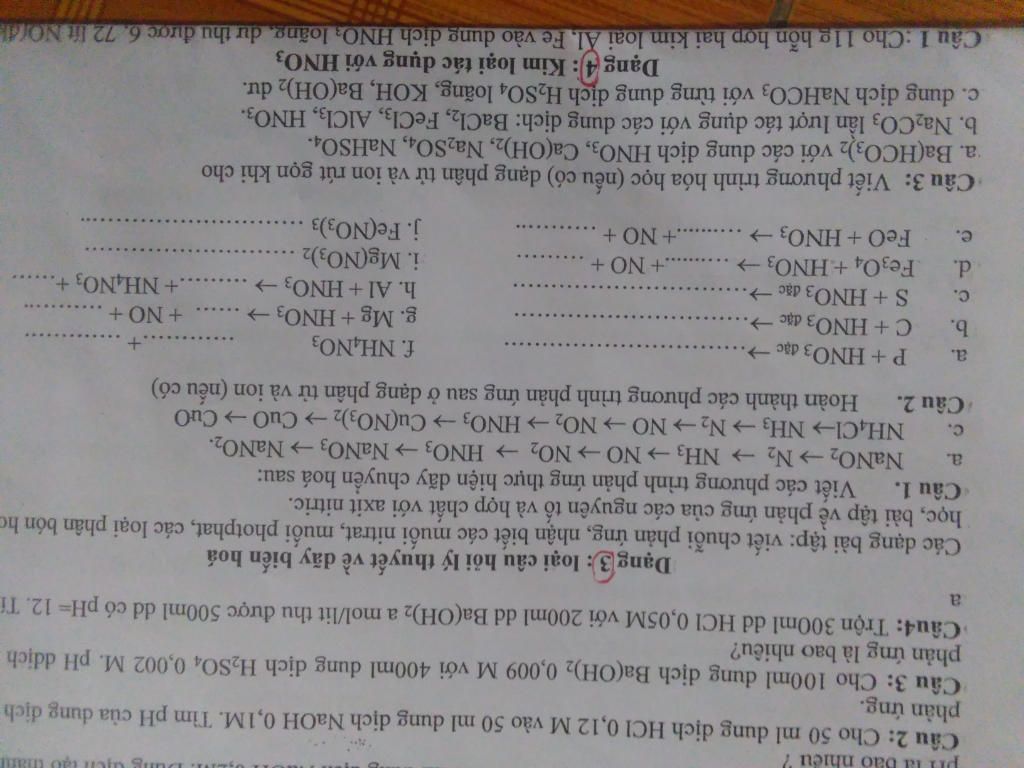 pH là bao nhiêu ?
Câu 2: Cho 50 ml dung dịch HCl 0,12 M vào 50 ml dung dịch NaOH 0,1M. Tìm pH của dung dịch
phản ứng.
Câu 3: Cho 100ml dung dịch Ba(OH)₂ 0,009 M với 400ml dung dịch H₂SO₄ 0,002 M. pH ddịch
phản ứng là bao nhiêu?
Câu4: Trộn 300ml dd HCl 0,05M với 200ml dd Ba(OH)₂ a mol/lit thu được 500ml dd có pH= 12.
a
Dạng 3: loại câu hỏi lý thuyết về dãy biến hoá
Các dạng bài tập: viết chuỗi phản ứng, nhận biết các muối nitrat, muối photphat, các loại phân bón
học, bài tập về phản ứng của các nguyên tố và hợp chất với axit nitric.
Câu 1. Viết các phương trình phản ứng thực hiện dãy chuyển hoá sau:
a. NaNO₂ → N₂ → NH₃ → NO → NO₂ → HNO₃ → NaNO₃ → NaNO₂.
c. NH₄Cl → NH₃ → N₂ → NO → NO₂ → HNO₃ → Cu(NO₃)₂ → CuO → CuO
Câu 2. Hoàn thành các phương trình phản ứng sau ở dạng phân tử và ion (nếu có)
a. P + HNO₃ đặc → ................................ f. NH₄NO₃ ............... + ...............
b. C + HNO₃ đặc → ................................ g. Mg + HNO₃ → ....... + NO + ............
c. S + HNO₃ đặc → ................................ h. Al + HNO₃ → ..........+ NH₄NO₃ +......
d. Fe₃O₄ + HNO₃ → ..........+ NO + .......... i. Mg(NO₃)₂ ................................
e. FeO + HNO₃ → ..........+ NO + ............ j. Fe(NO₃)₃ ................................
Câu 3: Viết phương trình hóa học (nếu có) dạng phân tử và ion rút gọn khi cho
a. Ba(HCO₃)₂ với các dung dịch HNO₃, Ca(OH)₂, Na₂SO₄, NaHSO₄.
b. Na₂CO₃ lần lượt tác dụng với các dung dịch: BaCl₂, FeCl₃, AlCl₃, HNO₃.
c. dung dịch NaHCO₃ với từng dung dịch H₂SO₄ loãng, KOH, Ba(OH)₂ dư.
Dạng 4: Kim loại tác dụng với HNO₃
Câu 1 :Cho 11g hỗn hợp hai kim loại Al, Fe vào dung dịch HNO₃ loãng, dư thu được 6,72 lít NO(